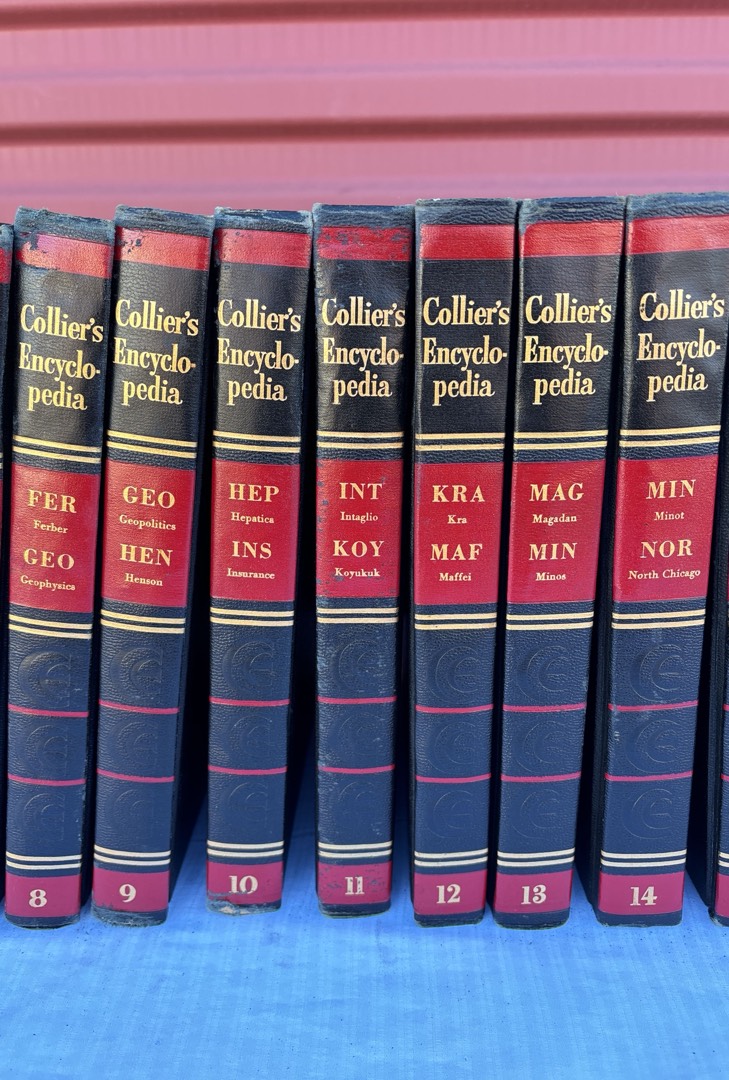 Collier's
Encyclo-
pedia
FER
Ferber
GEO
Geophysics
8
Collier's
Encyclo-
pedia
GEO
Geopolitics
HEN
Henson
9
Collier's
Encyclo-
pedia
HEP
Hepatica
INS
Insurance
10
Collier's
Encyclo-
pedia
INT
Intaglio
KOY
Koyukuk
11
Collier's
Encyclo-
pedia
KRA
Kra
MAF
Maffei
12
Collier's
Encyclo-
pedia
MAG
Magadan
MIN
Minos
13
Collier's
Encyclo-
pedia
MIN
Minot
NOR
North Chicago
14